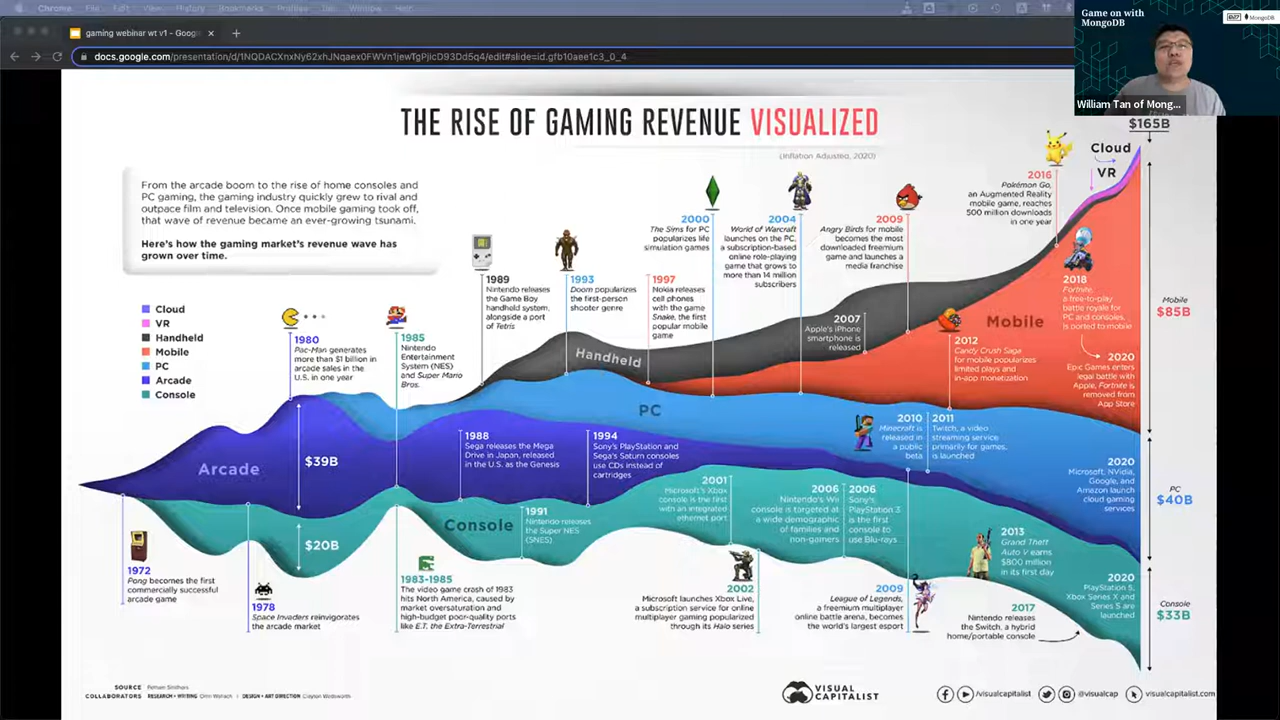 Chrome File Edit View History Bookmarks Profiles Tab Window Help
gaming webinar wt v1 - Goog
docs.google.com/presentation/d/1NQDACXnxNy62xhJNqaex0FWVn1jewTgPjicD93Dd5q4/edit#slide=id.gfb10aee1c3_0_4
Game on with
MongoDB
MongoDB
William Tan of Mong...
THE RISE OF GAMING REVENUE VISUALIZED
(Inflation Adjusted, 2020)
From the arcade boom to the rise of home consoles and
PC gaming, the gaming industry quickly grew to rival and
outpace film and television. Once mobile gaming took off,
that wave of revenue became an ever-growing tsunami.
Here's how the gaming market's revenue wave has
grown over time.
Cloud
VR
Handheld
Mobile
PC
Arcade
Console
1980
Pac-Man generates
more than $1 billion in
arcade sales in the
U.S. in one year
1985
Nintendo
Entertainment
System (NES)
and Super Mario
Bros.
1989
Nintendo releases
the Game Boy
handheld system,
alongside a port
of Tetris
1993
Doom popularizes
the first-person
shooter genre
1997
Nokia releases
cell phones
with the game
Snake, the first
popular mobile
game
2000
The Sims for PC
popularizes life
simulation games
2004
World of Warcraft
launches on the PC,
a subscription-based
online role-playing
game that grows to
more than 14 million
subscribers
2009
Angry Birds for mobile
becomes the most
downloaded freemium
game and launches a
media franchise
2016
Pokémon Go,
an Augmented Reality
mobile game, reaches
500 million downloads
in one year
$165B
Cloud
VR
2018
Fortnite,
a free-to-play
battle royale for
PC and consoles,
is ported to mobile
2007
Apple's iPhone
smartphone is
released
2012
Candy Crush Saga
for mobile popularizes
limited plays and
in-app monetization
2020
Epic Games enters
legal battle with
Apple, Fortnite is
removed from
App Store
Mobile
$85B
Handheld
Mobile
PC
Arcade
Console
$39B
$20B
1988
Sega releases the Mega
Drive in Japan, released
in the U.S. as the Genesis
1994
Sony's PlayStation and
Sega's Saturn consoles
use CDs instead of
cartridges
2010
Minecraft is
released in
a public
beta
2011
Twitch, a video
streaming service
primarily for games,
is launched
2020
Microsoft, NVidia,
Google, and
Amazon launch
cloud gaming
services
PC
$40B
1991
Nintendo releases
the Super NES
(SNES)
2001
Microsoft's Xbox
console is the first
with an integrated
ethernet port
2006
Nintendo's Wii
console is targeted at
a wide demographic
of families and
non-gamers
2006
Sony's
PlayStation 3
is the first
console to
use Blu-rays
2013
Grand Theft
Auto V earns
$800 million
in its first day
2020
PlayStation 5,
Xbox Series X and
Series S are
launched
Console
$33B
1972
Pong becomes the first
commercially successful
arcade game
1978
Space Invaders reinvigorates
the arcade market
1983-1985
The video game crash of 1983
hits North America, caused by
market oversaturation and
high-budget poor-quality ports
like E.T. the Extra-Terrestrial
2002
Microsoft launches Xbox Live,
a subscription service for online
multiplayer gaming popularized
through its Halo series
2009
League of Legends,
a freemium multiplayer
online battle arena, becomes
the world's largest esport
2017
Nintendo releases
the Switch, a hybrid
home/portable console
SOURCE Pelham Smithers
COLLABORATORS RESEARCH + WRITING Omri Wallach | DESIGN + ART DIRECTION Clayton Wadsworth
VISUAL
CAPITALIST
/visualcapitalist
@visualcap
visualcapitalist.com